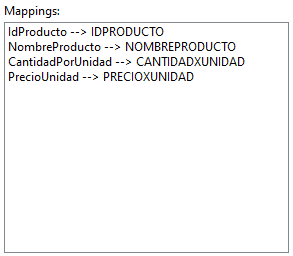 Mappings:
IdProducto --> IDPRODUCTO
NombreProducto --> NOMBREPRODUCTO
CantidadPorUnidad --> CANTIDADXUNIDAD
PrecioUnidad --> PRECIOXUNIDAD